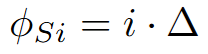 ϕ_{Si} = i · Δ